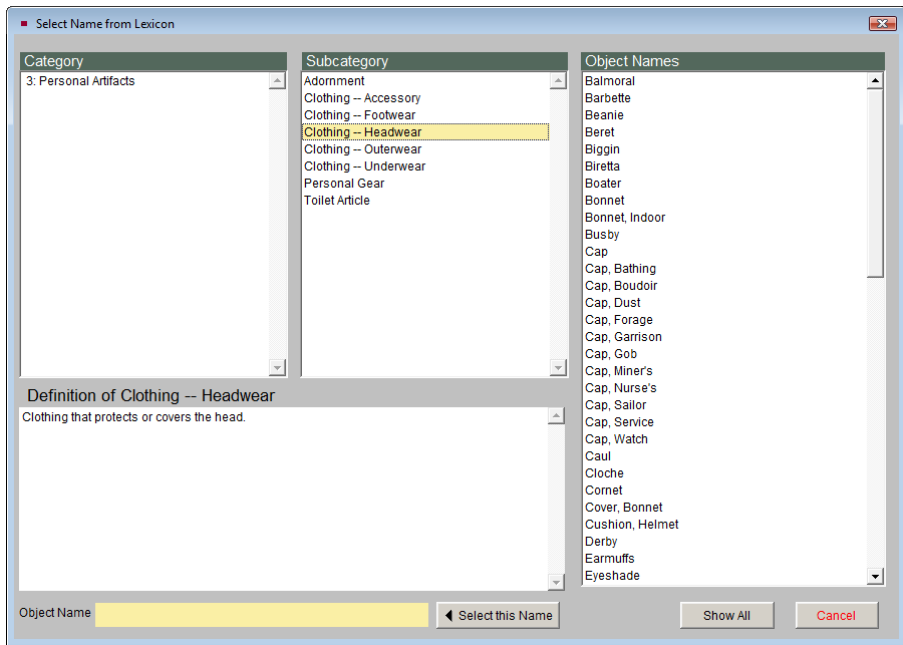 Select Name from Lexicon
Category
3: Personal Artifacts
Subcategory
Adornment
Clothing -- Accessory
Clothing -- Footwear
Clothing -- Headwear
Clothing -- Outerwear
Clothing -- Underwear
Personal Gear
Toilet Article
Object Names
Balmoral
Barbette
Beanie
Beret
Biggin
Biretta
Boater
Bonnet
Bonnet, Indoor
Busby
Cap
Cap, Bathing
Cap, Boudoir
Cap, Dust
Cap, Forage
Cap, Garrison
Cap, Gob
Cap, Miner's
Cap, Nurse's
Cap, Sailor
Cap, Service
Cap, Watch
Caul
Cloche
Cornet
Cover, Bonnet
Cushion, Helmet
Derby
Earmuffs
Eyeshade
Definition of Clothing -- Headwear
Clothing that protects or covers the head.
Object Name
Select this Name
Show All
Cancel